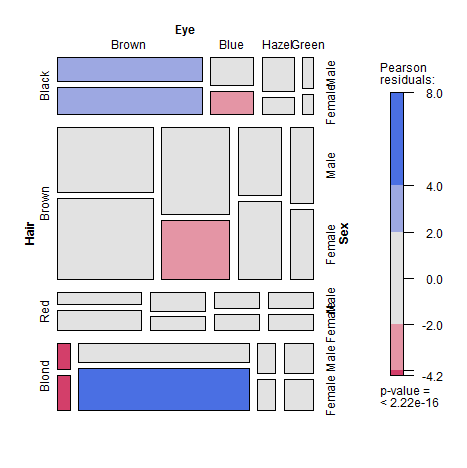 Eye
Brown Blue Hazel Green
Black
Brown
Red
Blond
Hair
Male
Female
Male
Female
Male
Female
Male
Female
Sex
Pearson
residuals:
8.0
4.0
2.0
0.0
-2.0
-4.2
p-value =
< 2.22e-16